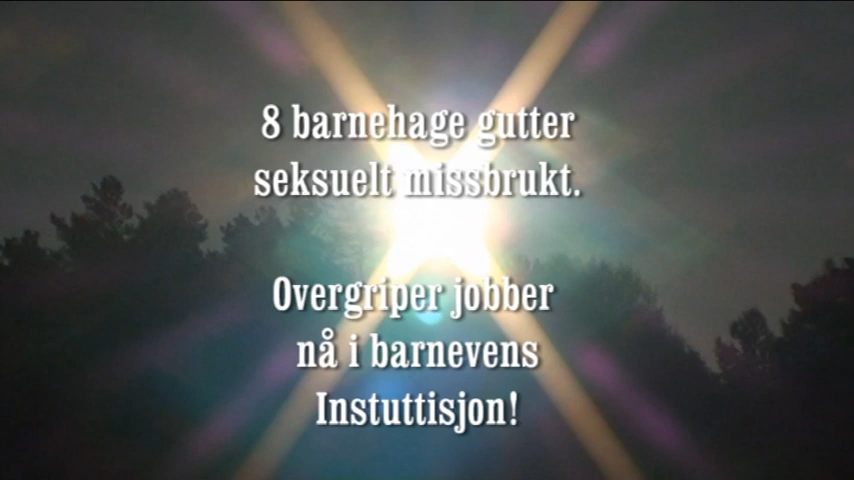 8 barnehage gutter
seksuelt missbrukt.
Overgriper jobber
nå i barnevens
Instuttisjon!